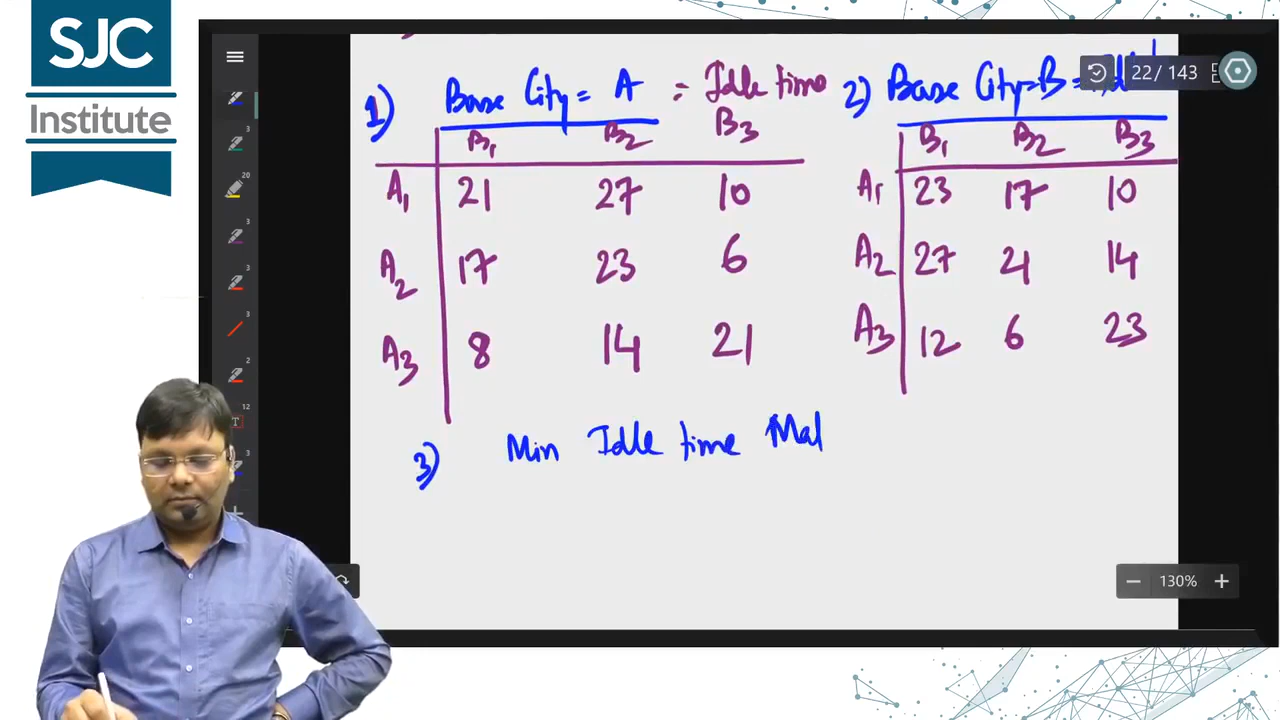 SJC
Institute
22 / 143
1) Base City = A = Idle time
B1 B2 B3
A1 21 27 10
A2 17 23 6
A3 8 14 21
2) Base City = B =
B1 B2 B3
A1 23 17 10
A2 27 21 14
A3 12 6 23
3) Min Idle time Mat
130%